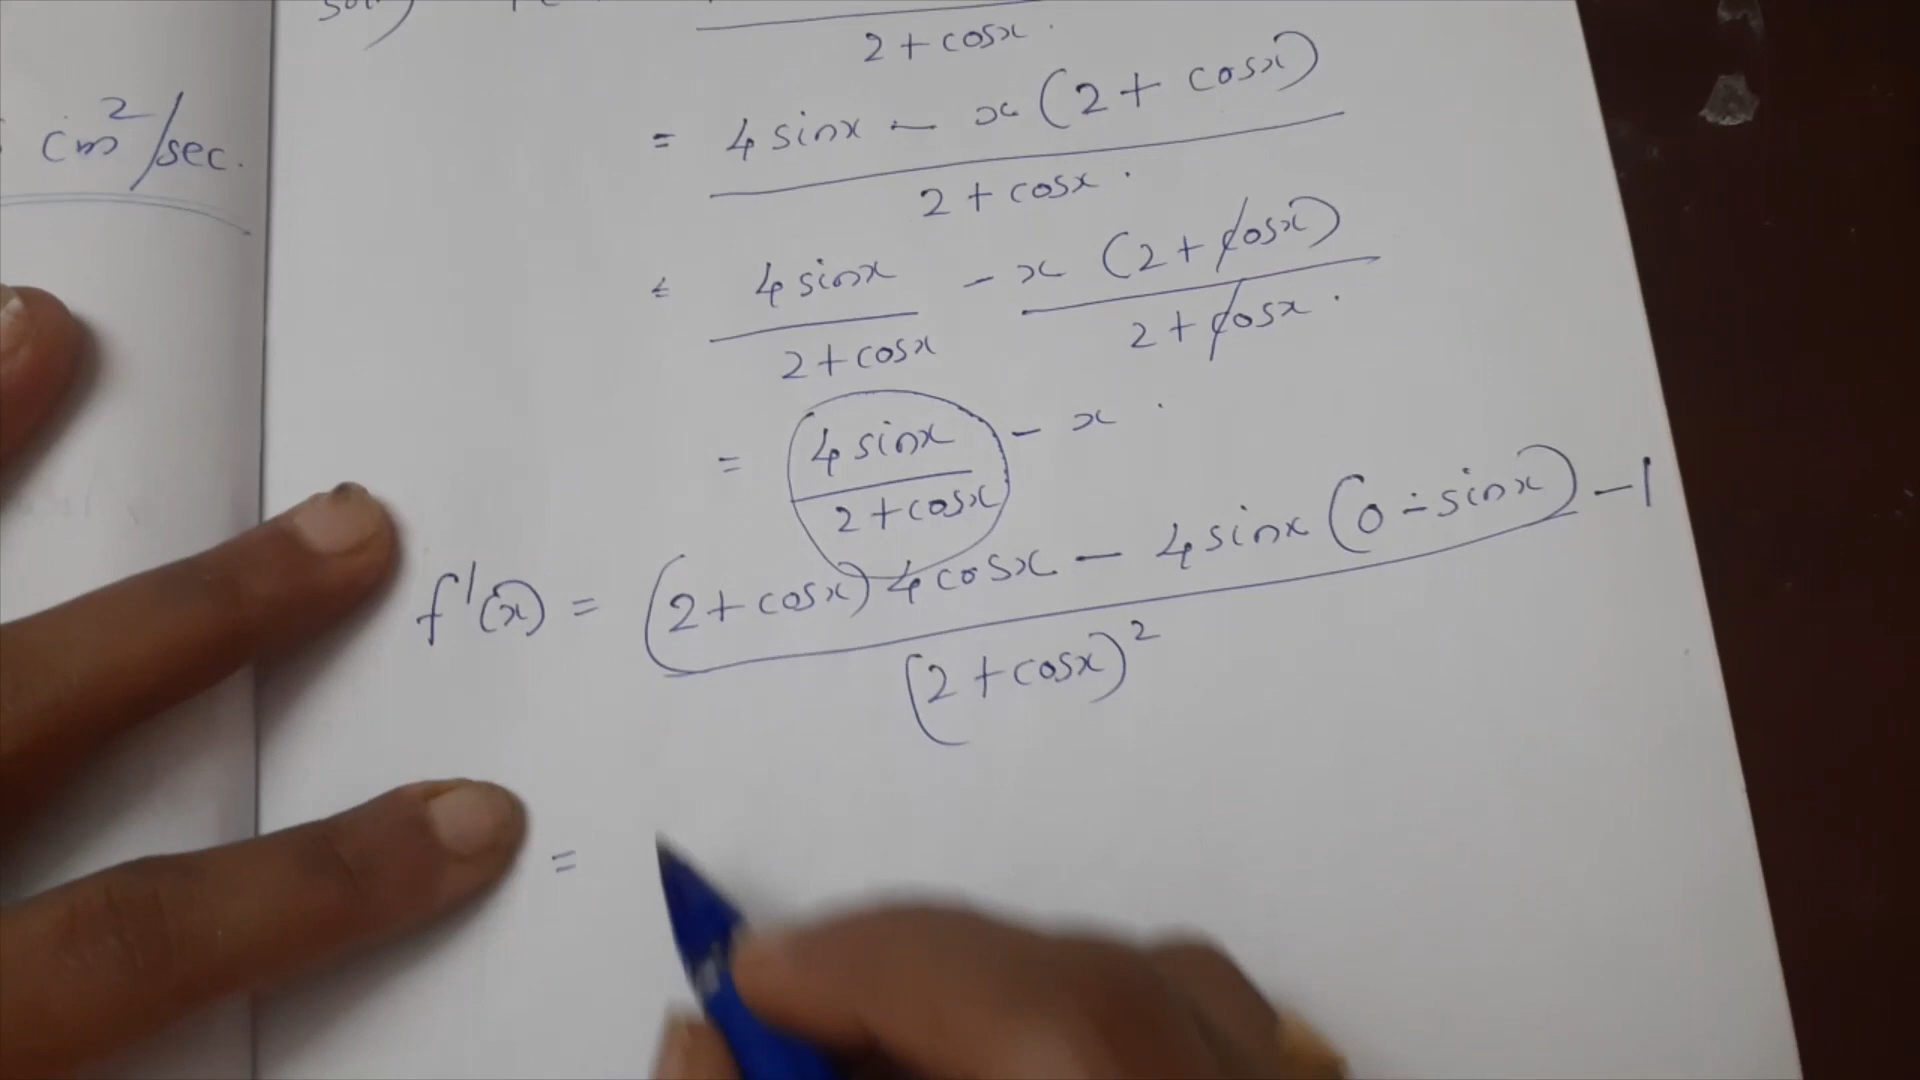 2 + cosx .
cm²/sec.
= 4 sinx - x (2 + cosx)
2 + cosx .
= 4 sinx - x (2 + cosx)
2 + cosx 2 + cosx .
= 4 sinx - x .
2 + cosx
f'(x) = (2 + cosx) 4 cosx - 4 sinx (0 - sinx) - 1
(2 + cosx)²
=